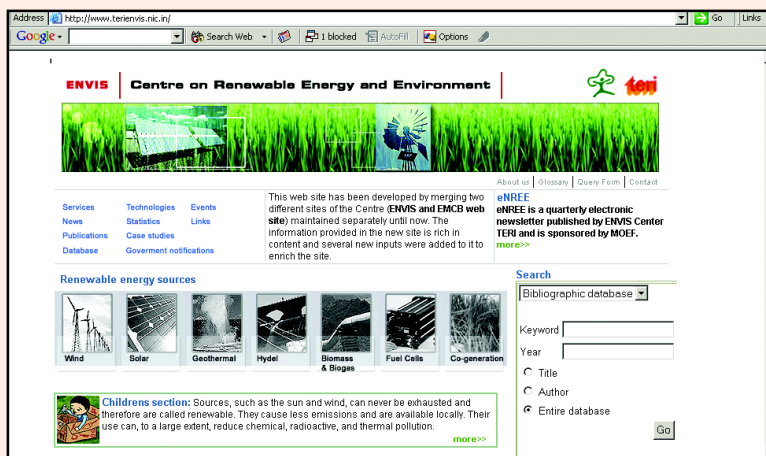 Address http://www.terienvis.nic.in/ Go Links
Google Search Web 1 blocked AutoFill Options
ENVIS Centre on Renewable Energy and Environment teri
About us Glossary Query Form Contact
Services Technologies Events
News Statistics Links
Publications Case studies
Database Goverment notifications
This web site has been developed by merging two
different sites of the Centre (ENVIS and EMCB web
site) maintained separately until now. The
information provided in the new site is rich in
content and several new inputs were added to it to
enrich the site.
eNREE
eNREE is a quarterly electronic
newsletter published by ENVIS Center
TERI and is sponsored by MOEF.
more>>
Renewable energy sources
Wind Solar Geothermal Hydel Biomass & Biogas Fuel Cells Co-generation
Search
Bibliographic database
Keyword
Year
Title
Author
Entire database
Go
Childrens section: Sources, such as the sun and wind, can never be exhausted and
therefore are called renewable. They cause less emissions and are available locally. Their
use can, to a large extent, reduce chemical, radioactive, and thermal pollution.
more>>